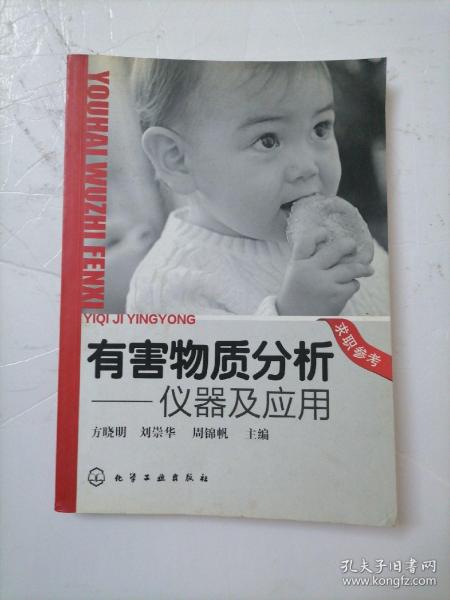 YOUHAI WUZHI FENXI
YIQI JI YINGYONG
求职参考
有害物质分析
——仪器及应用
方晓明 刘崇华 周锦帆 主编
化学工业出版社
孔夫子旧书网
www.kongfz.com